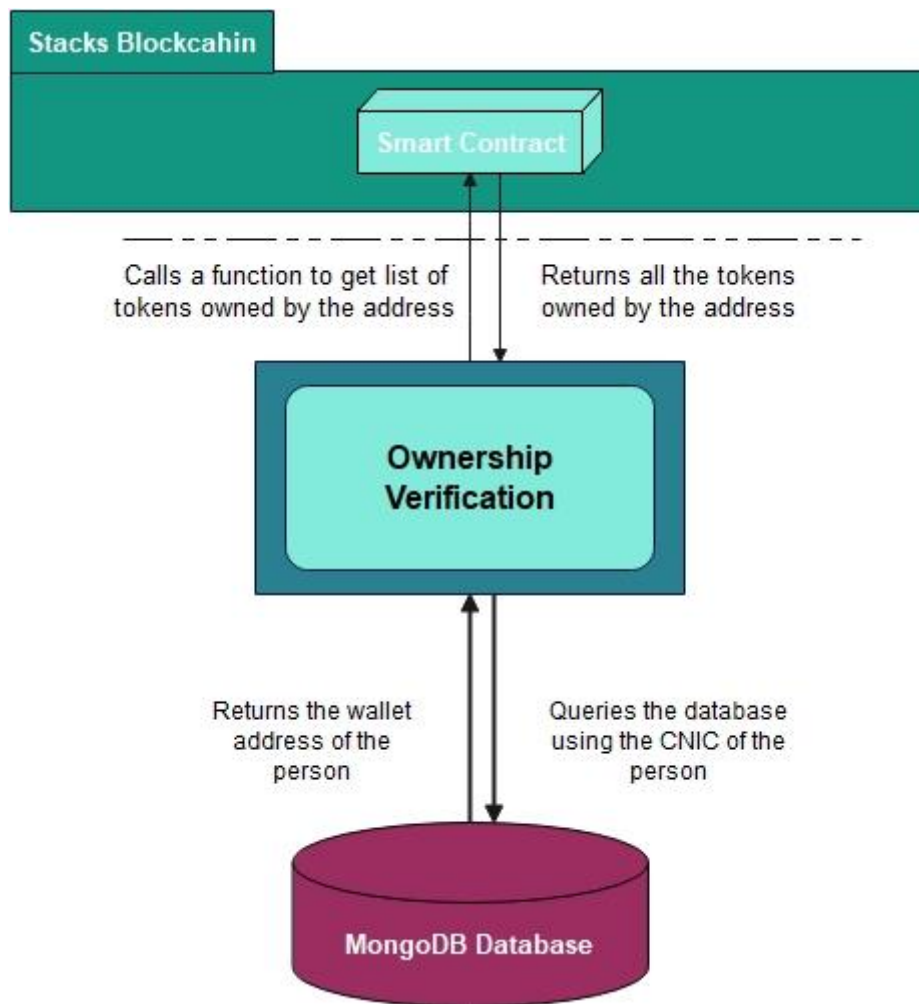 Stacks Blockcahin
Smart Contract
Calls a function to get list of
tokens owned by the address
Returns all the tokens
owned by the address
Ownership
Verification
Returns the wallet
address of the
person
Queries the database
using the CNIC of the
person
MongoDB Database